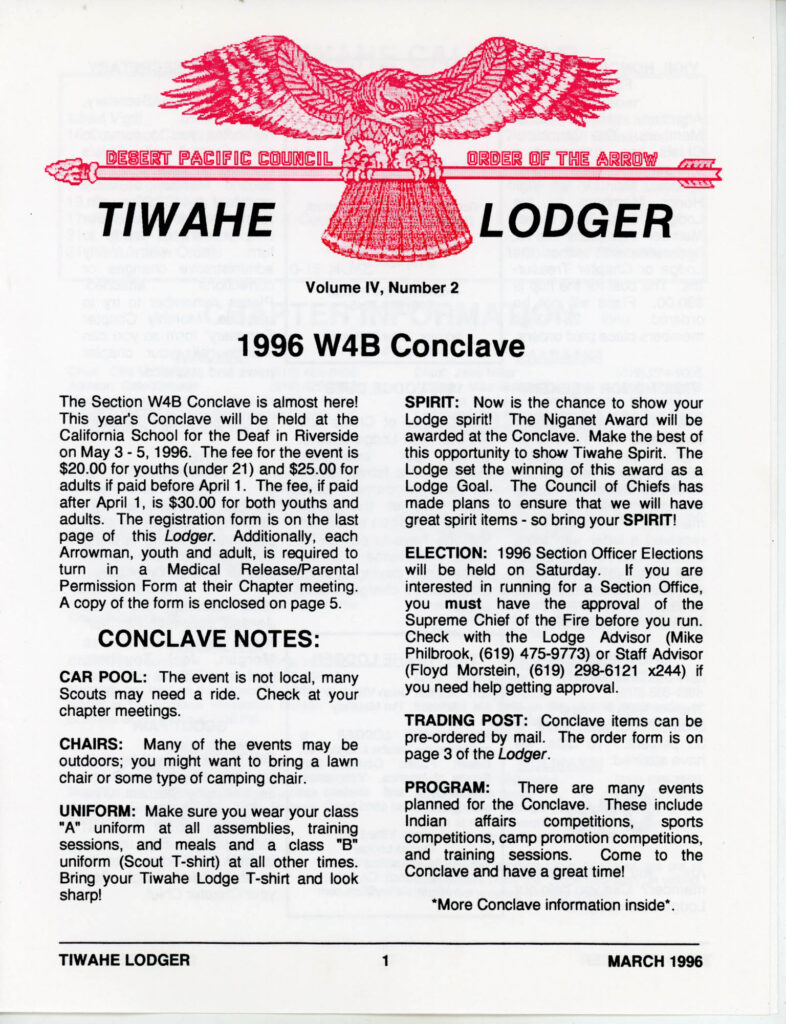 DESERT PACIFIC COUNCIL ORDER OF THE ARROW
TIWAHE LODGER
Volume IV, Number 2
1996 W4B Conclave
The Section W4B Conclave is almost here!
This year's Conclave will be held at the
California School for the Deaf in Riverside
on May 3 - 5, 1996. The fee for the event is
$20.00 for youths (under 21) and $25.00 for
adults if paid before April 1. The fee, if paid
after April 1, is $30.00 for both youths and
adults. The registration form is on the last
page of this Lodger. Additionally, each
Arrowman, youth and adult, is required to
turn in a Medical Release/Parental
Permission Form at their Chapter meeting.
A copy of the form is enclosed on page 5.
CONCLAVE NOTES:
CAR POOL: The event is not local, many
Scouts may need a ride. Check at your
chapter meetings.
CHAIRS: Many of the events may be
outdoors; you might want to bring a lawn
chair or some type of camping chair.
UNIFORM: Make sure you wear your class
"A" uniform at all assemblies, training
sessions, and meals and a class "B"
uniform (Scout T-shirt) at all other times.
Bring your Tiwahe Lodge T-shirt and look
sharp!
SPIRIT: Now is the chance to show your
Lodge spirit! The Niganet Award will be
awarded at the Conclave. Make the best of
this opportunity to show Tiwahe Spirit. The
Lodge set the winning of this award as a
Lodge Goal. The Council of Chiefs has
made plans to ensure that we will have
great spirit items - so bring your SPIRIT!
ELECTION: 1996 Section Officer Elections
will be held on Saturday. If you are
interested in running for a Section Office,
you must have the approval of the
Supreme Chief of the Fire before you run.
Check with the Lodge Advisor (Mike
Philbrook, (619) 475-9773) or Staff Advisor
(Floyd Morstein, (619) 298-6121 x244) if
you need help getting approval.
TRADING POST: Conclave items can be
pre-ordered by mail. The order form is on
page 3 of the Lodger.
PROGRAM: There are many events
planned for the Conclave. These include
Indian affairs competitions, sports
competitions, camp promotion competitions,
and training sessions. Come to the
Conclave and have a great time!
*More Conclave information inside*.
TIWAHE LODGER 1 MARCH 1996